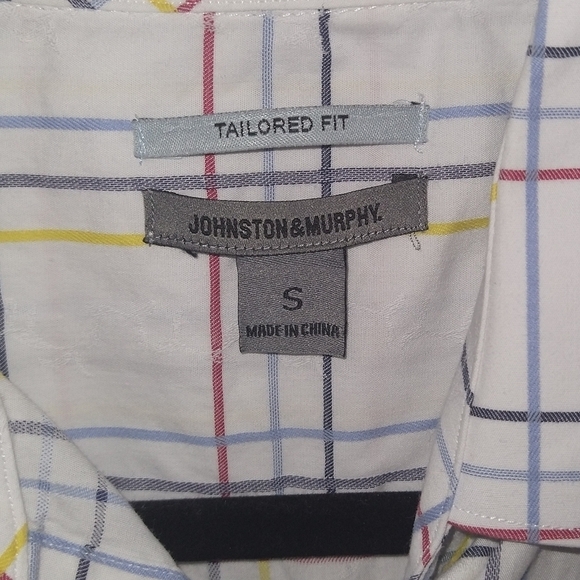 TAILORED FIT
JOHNSTON&MURPHY.
S
MADE IN CHINA